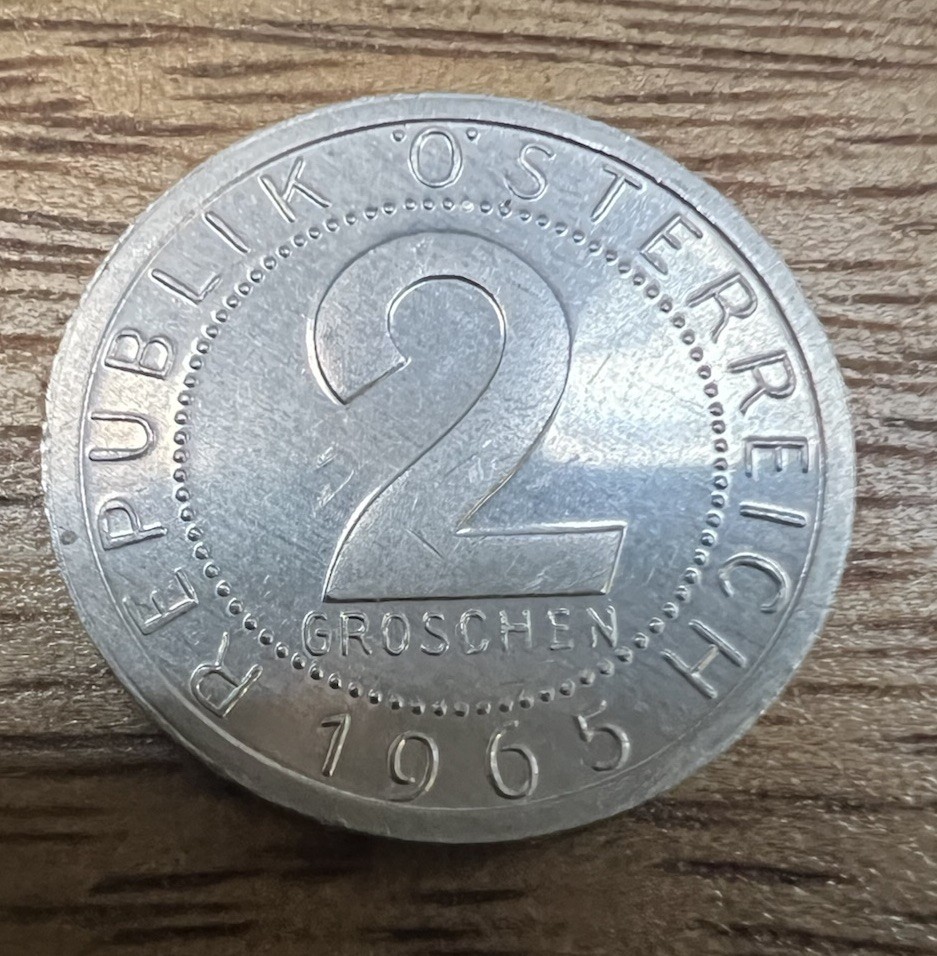 REPUBLIK ÖSTERREICH
2
GROSCHEN
1965